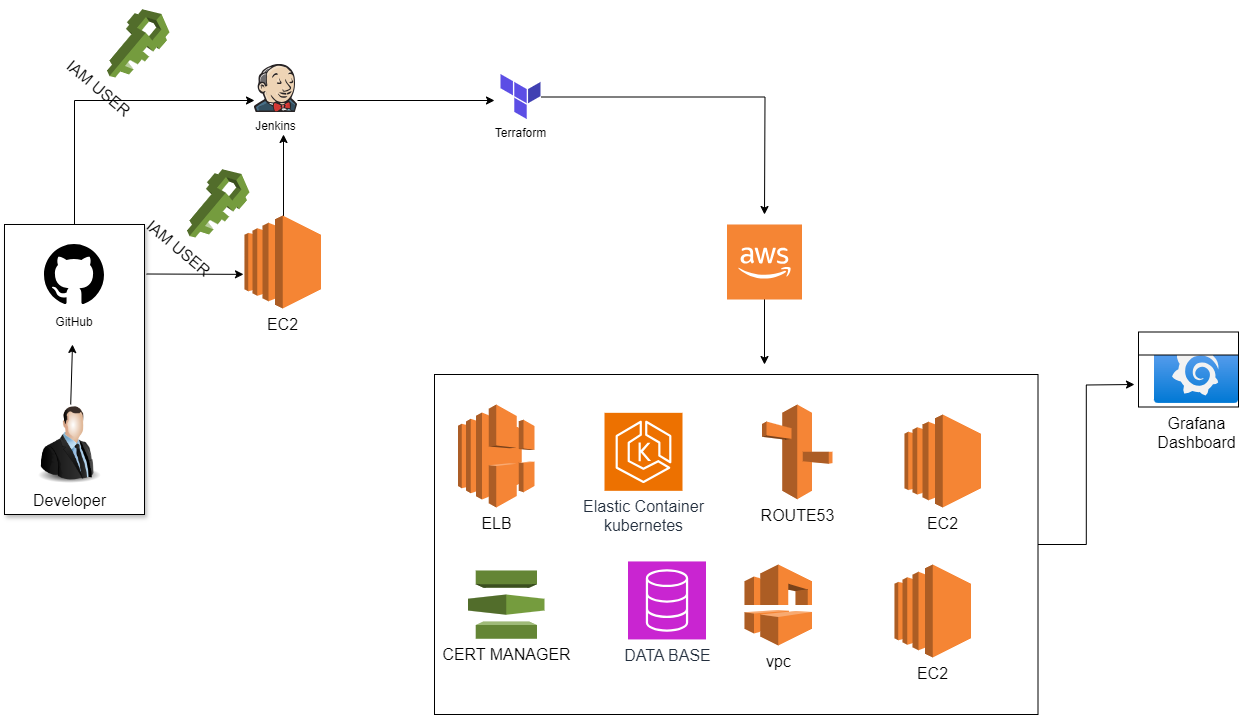 IAM USER
Jenkins
Terraform
IAM USER
GitHub
EC2
aws
Developer
Grafana
Dashboard
K
ELB
Elastic Container
kubernetes
ROUTE53
EC2
CERT MANAGER
DATA BASE
vpc
EC2